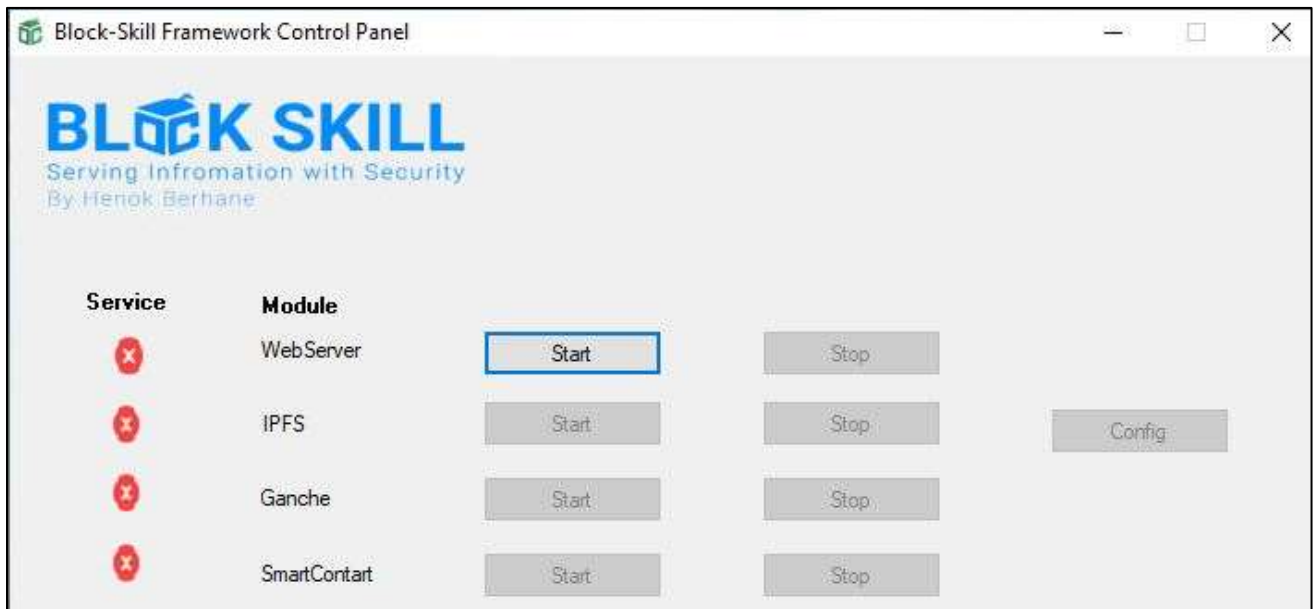 Block-Skill Framework Control Panel
BLOCK SKILL
Serving Infromation with Security
By Henok Berhane
Service Module
WebServer Start Stop
IPFS Start Stop Config
Ganche Start Stop
SmartContart Start Stop